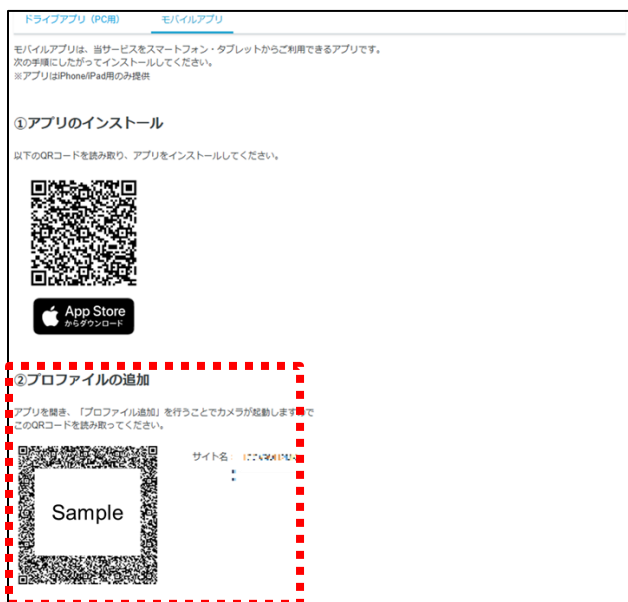 ドライブアプリ（PC用） モバイルアプリ
モバイルアプリは、当サービスをスマートフォン・タブレットからご利用できるアプリです。
次の手順にしたがってインストールしてください。
※アプリはiPhone/iPad用のみ提供
①アプリのインストール
以下のQRコードを読み取り、アプリをインストールしてください。
App Store
からダウンロード
②プロファイルの追加
アプリを開き、「プロファイル追加」を行うことでカメラが起動しますので
このQRコードを読み取ってください。
サイト名：
Sample